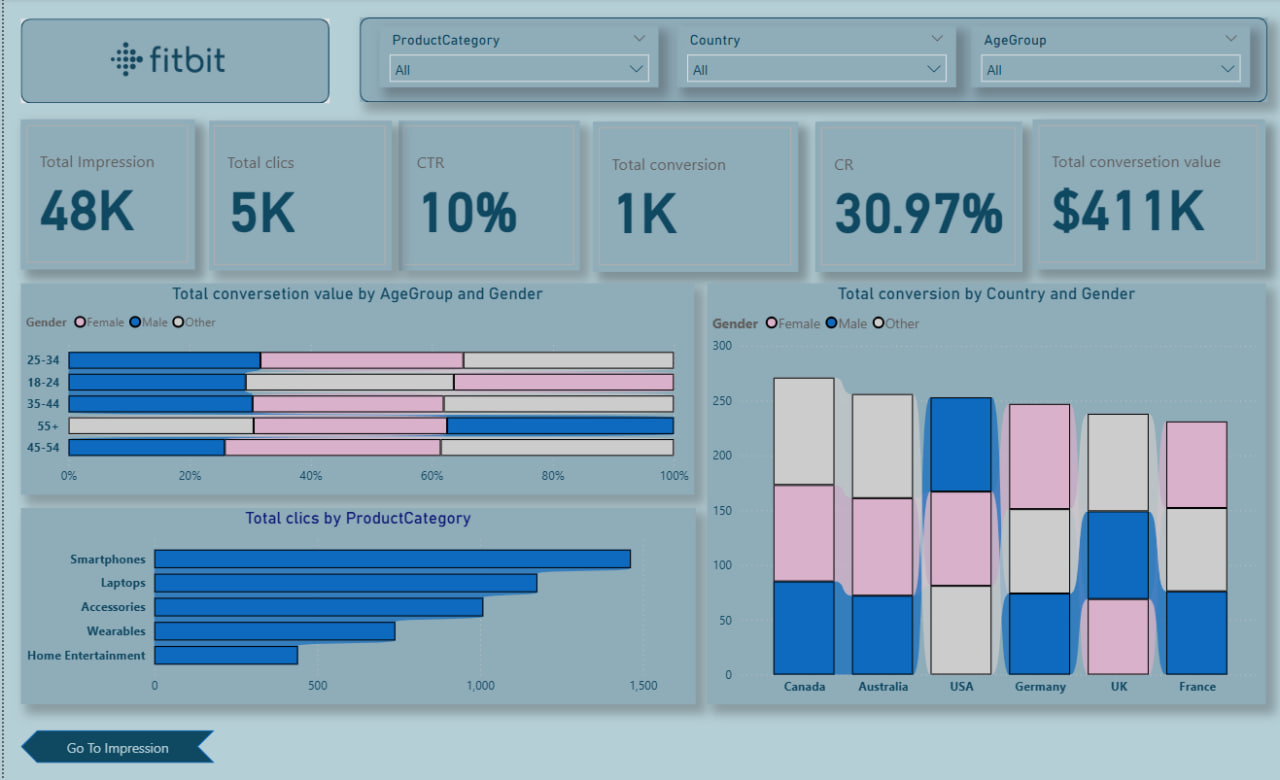 fitbit
ProductCategory
All
Country
All
AgeGroup
All
Total Impression
48K
Total clics
5K
CTR
10%
Total conversion
1K
CR
30.97%
Total conversetion value
$411K
Total conversetion value by AgeGroup and Gender
Gender Female Male Other
25-34
18-24
35-44
55+
45-54
0% 20% 40% 60% 80% 100%
Total clics by ProductCategory
Smartphones
Laptops
Accessories
Wearables
Home Entertainment
0 500 1,000 1,500
Total conversion by Country and Gender
Gender Female Male Other
300
250
200
150
100
50
0
Canada Australia USA Germany UK France
Go To Impression